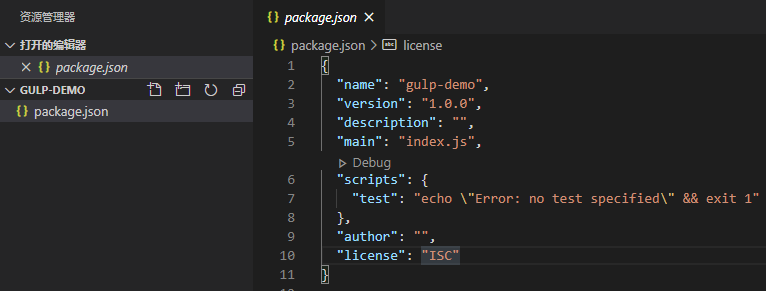 资源管理器
打开的编辑器
package.json
GULP-DEMO
package.json
package.json
package.json > license
1 {
2 "name": "gulp-demo",
3 "version": "1.0.0",
4 "description": "",
5 "main": "index.js",
Debug
6 "scripts": {
7 "test": "echo \"Error: no test specified\" && exit 1"
8 },
9 "author": "",
10 "license": "ISC"
11 }